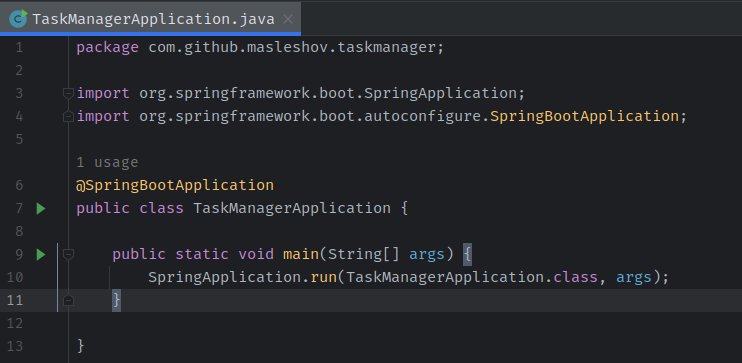 TaskManagerApplication.java
1 package com.github.masleshov.taskmanager;
2
3 import org.springframework.boot.SpringApplication;
4 import org.springframework.boot.autoconfigure.SpringBootApplication;
5
1 usage
6 @SpringBootApplication
7 public class TaskManagerApplication {
8
9 public static void main(String[] args) {
10 SpringApplication.run(TaskManagerApplication.class, args);
11 }
12
13 }